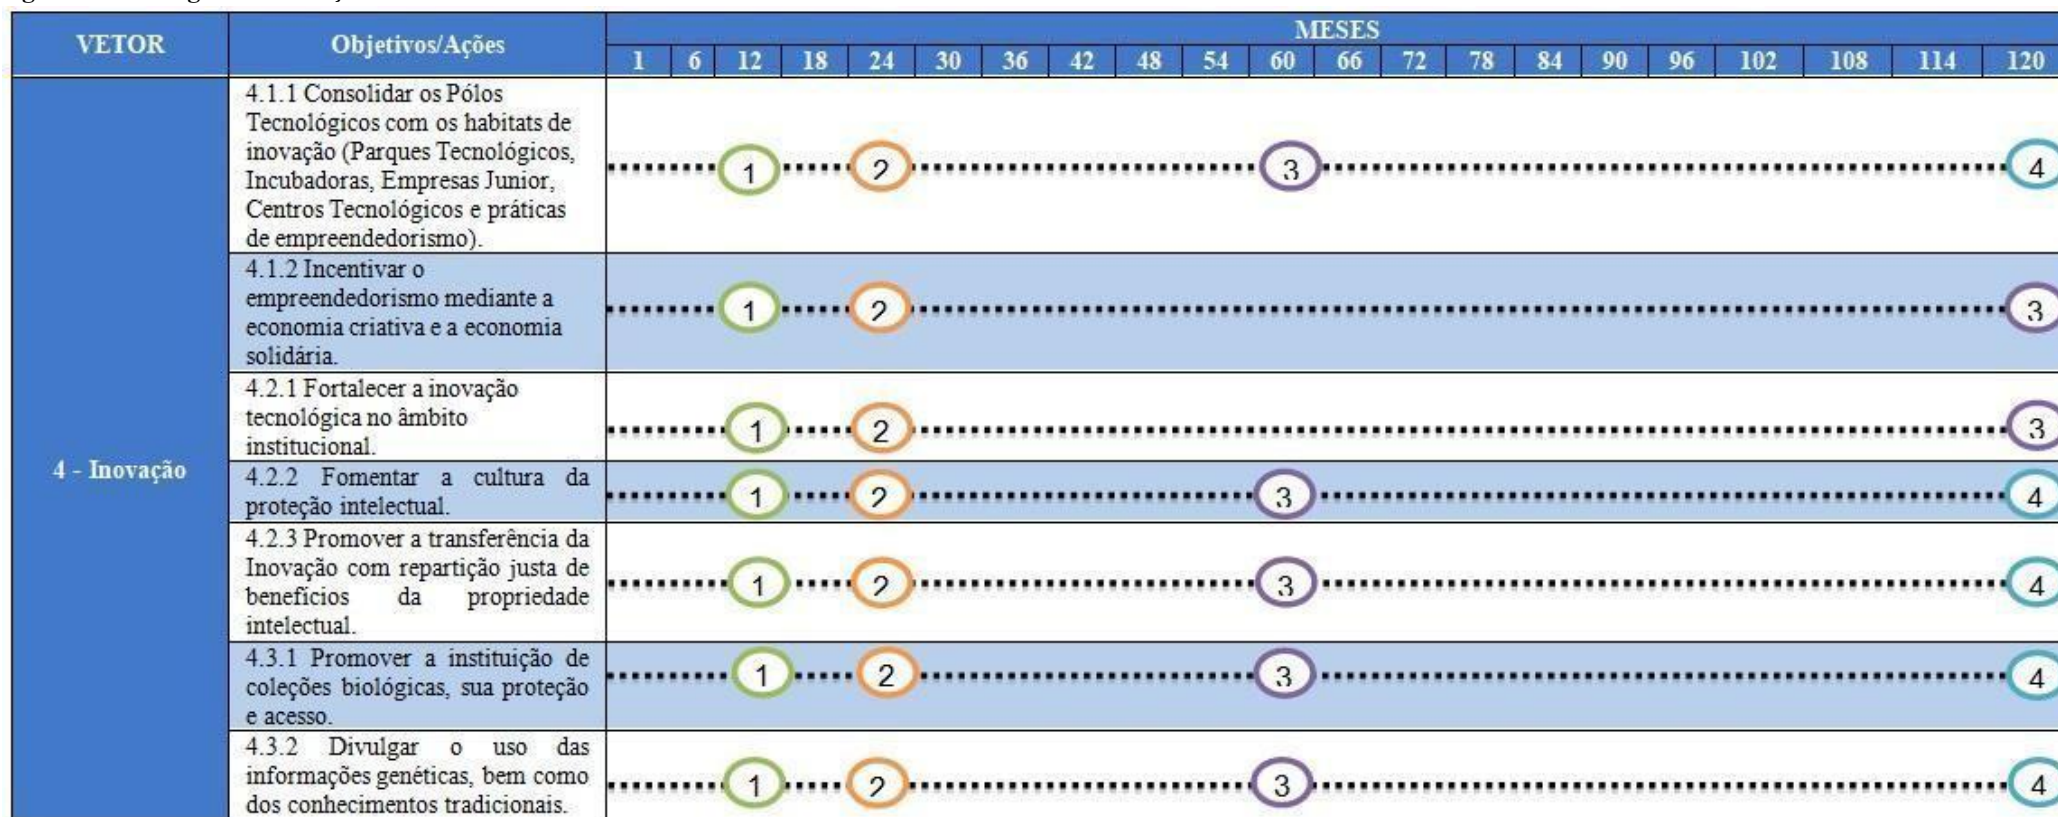 VETOR
Objetivos/Ações
MESES
1 6 12 18 24 30 36 42 48 54 60 66 72 78 84 90 96 102 108 114 120
4 - Inovação
4.1.1 Consolidar os Pólos
Tecnológicos com os habitats de
inovação (Parques Tecnológicos,
Incubadoras, Empresas Junior,
Centros Tecnológicos e práticas
de empreendedorismo).
1 2 3 4
4.1.2 Incentivar o
empreendedorismo mediante a
economia criativa e a economia
solidária.
1 2 3
4.2.1 Fortalecer a inovação
tecnológica no âmbito
institucional.
1 2 3
4.2.2 Fomentar a cultura da
proteção intelectual.
1 2 3 4
4.2.3 Promover a transferência da
Inovação com repartição justa de
benefícios da propriedade
intelectual.
1 2 3 4
4.3.1 Promover a instituição de
coleções biológicas, sua proteção
e acesso.
1 2 3 4
4.3.2 Divulgar o uso das
informações genéticas, bem como
dos conhecimentos tradicionais.
1 2 3 4